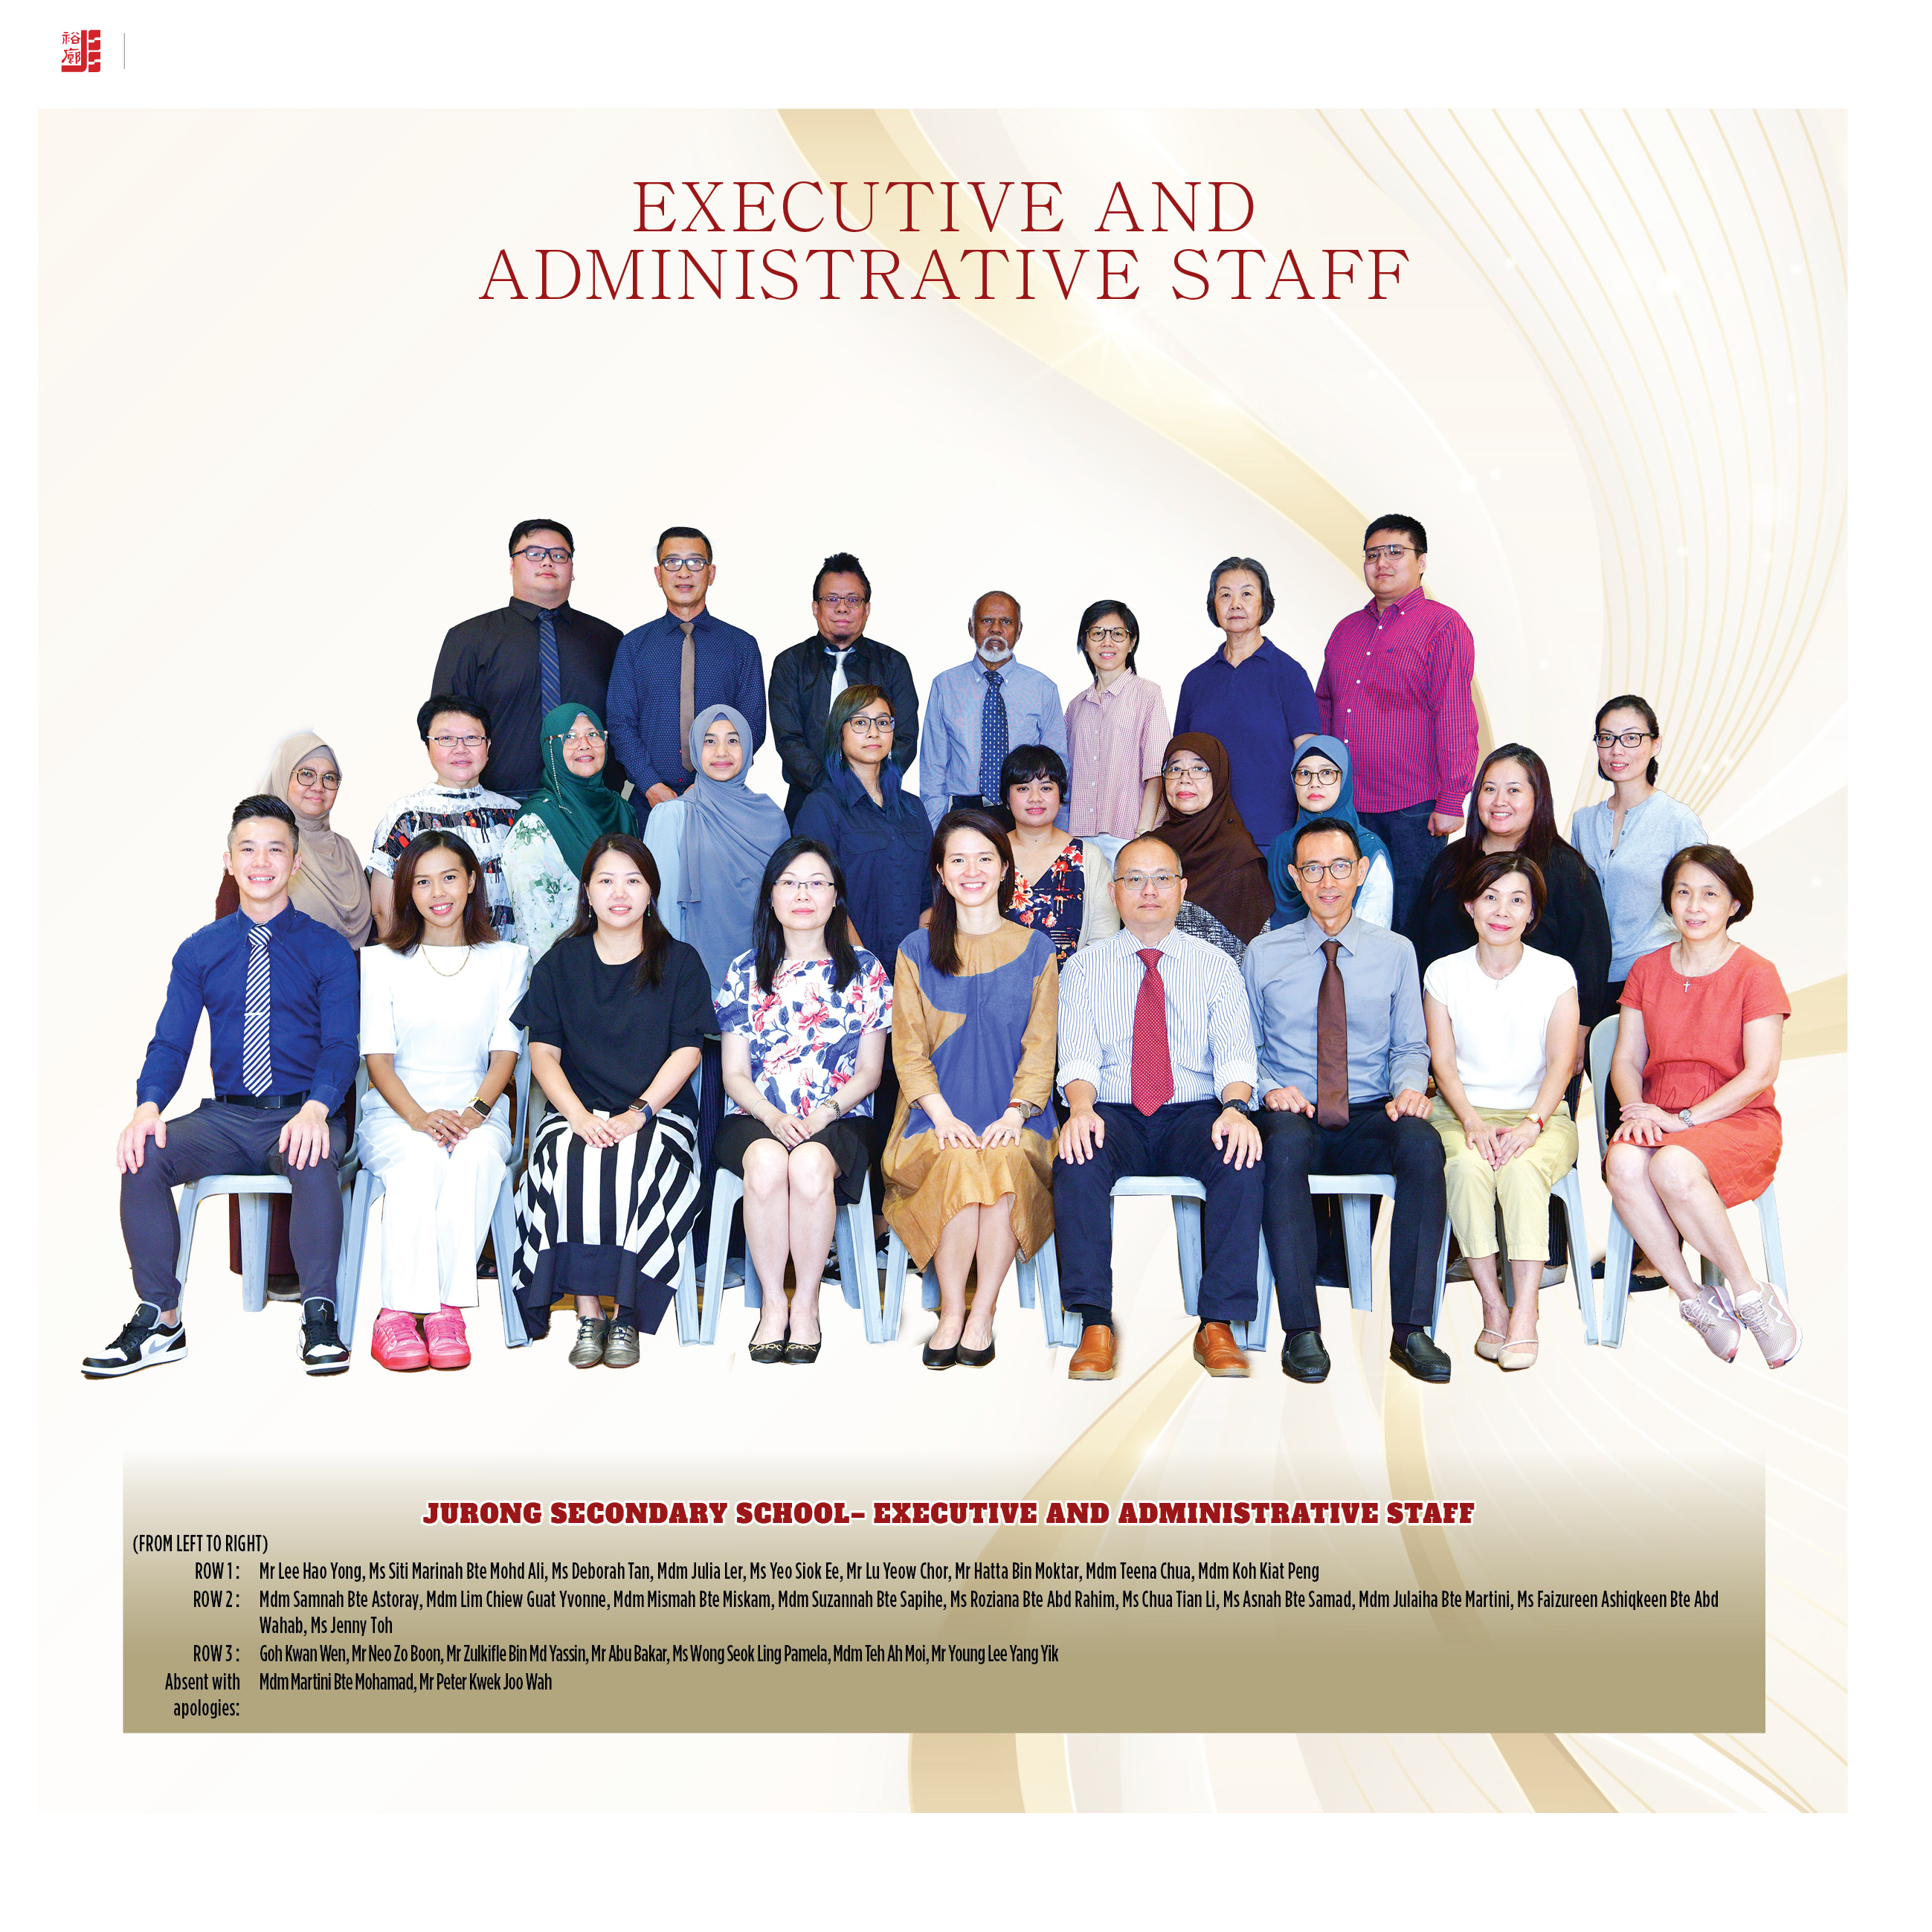 裕廊
EXECUTIVE AND
ADMINISTRATIVE STAFF
JURONG SECONDARY SCHOOL– EXECUTIVE AND ADMINISTRATIVE STAFF
(FROM LEFT TO RIGHT)
ROW 1 : Mr Lee Hao Yong, Ms Siti Marinah Bte Mohd Ali, Ms Deborah Tan, Mdm Julia Ler, Ms Yeo Siok Ee, Mr Lu Yeow Chor, Mr Hatta Bin Moktar, Mdm Teena Chua, Mdm Koh Kiat Peng
ROW 2 : Mdm Samnah Bte Astoray, Mdm Lim Chiew Guat Yvonne, Mdm Mismah Bte Miskam, Mdm Suzannah Bte Sapihe, Ms Roziana Bte Abd Rahim, Ms Chua Tian Li, Ms Asnah Bte Samad, Mdm Julaiha Bte Martini, Ms Faizureen Ashiqkeen Bte Abd
Wahab, Ms Jenny Toh
ROW 3 : Goh Kwan Wen, Mr Neo Zo Boon, Mr Zulkifle Bin Md Yassin, Mr Abu Bakar, Ms Wong Seok Ling Pamela, Mdm Teh Ah Moi, Mr Young Lee Yang Yik
Absent with Mdm Martini Bte Mohamad, Mr Peter Kwek Joo Wah
apologies: